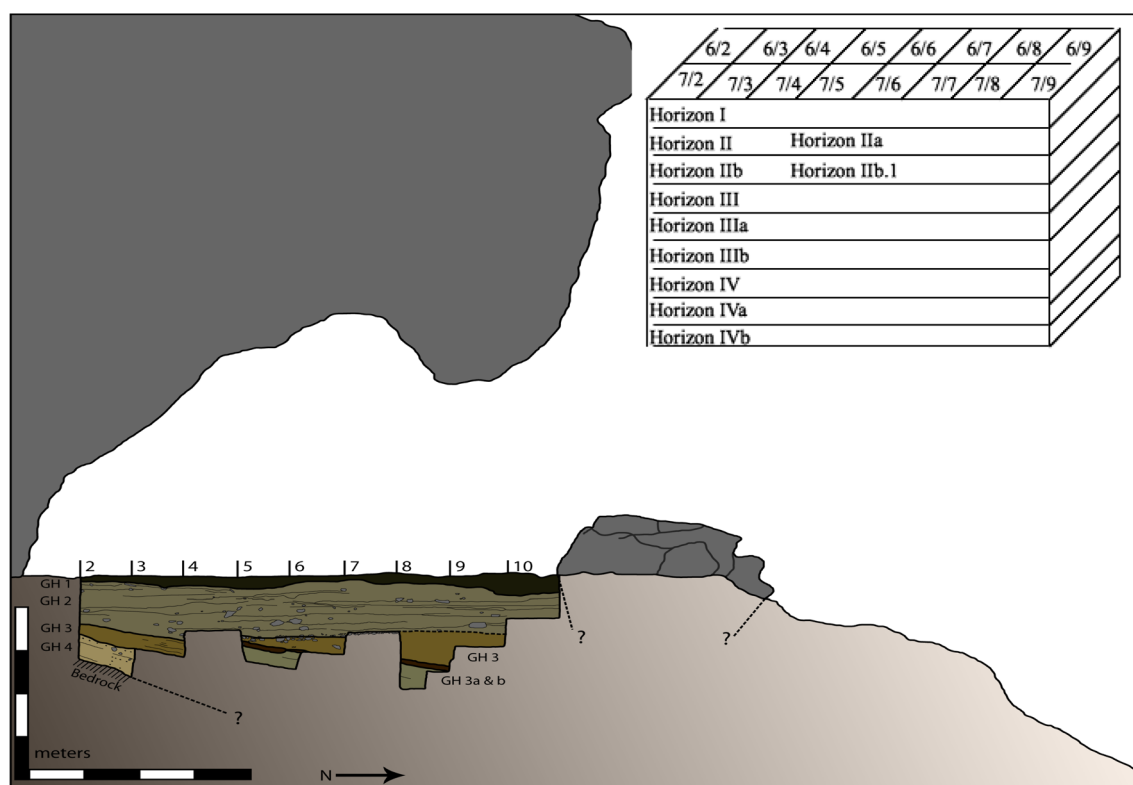 6/2 6/3 6/4 6/5 6/6 6/7 6/8 6/9
7/2 7/3 7/4 7/5 7/6 7/7 7/8 7/9
Horizon I
Horizon II Horizon IIa
Horizon IIb Horizon IIb.1
Horizon III
Horizon IIIa
Horizon IIIb
Horizon IV
Horizon IVa
Horizon IVb
2 3 4 5 6 7 8 9 10
GH 1
GH 2
GH 3
GH 4
Bedrock
?
GH 3
GH 3a & b
?
?
meters
N